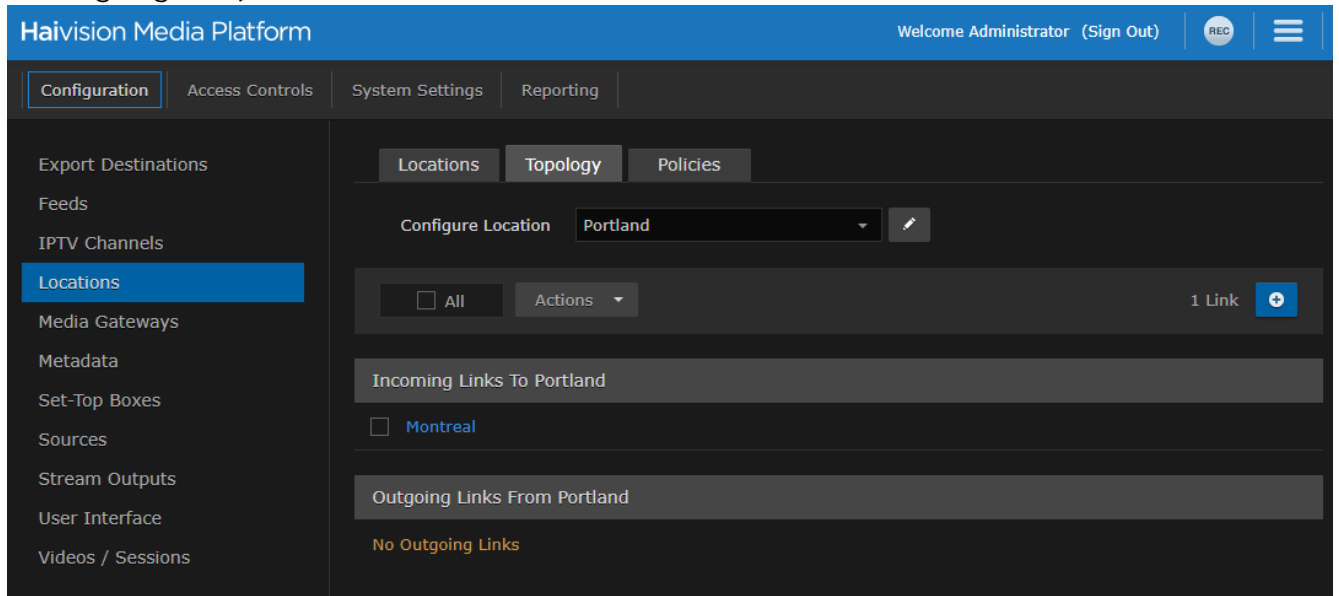 Haivision Media Platform
Welcome Administrator (Sign Out)
REC
Configuration Access Controls System Settings Reporting
Export Destinations
Feeds
IPTV Channels
Locations
Media Gateways
Metadata
Set-Top Boxes
Sources
Stream Outputs
User Interface
Videos / Sessions
Locations Topology Policies
Configure Location Portland
All Actions 1 Link
Incoming Links To Portland
Montreal
Outgoing Links From Portland
No Outgoing Links